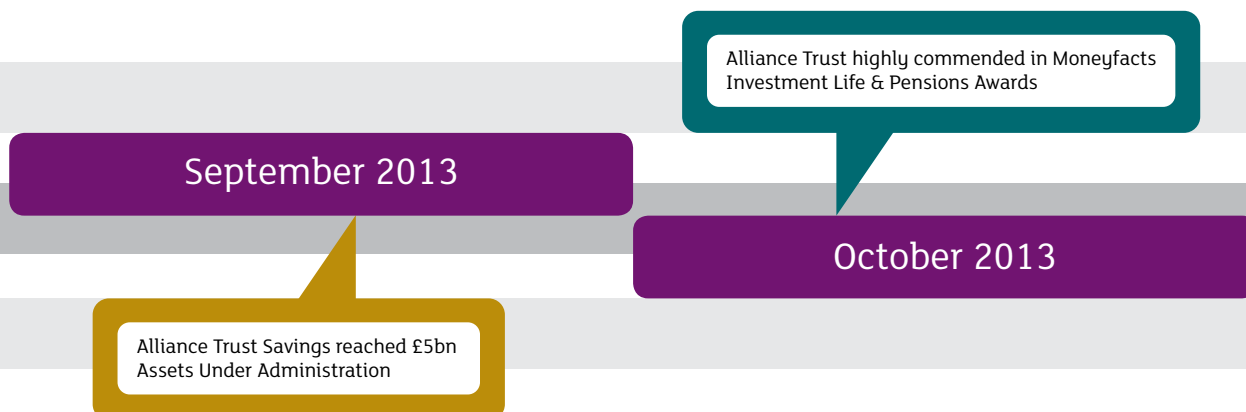 Alliance Trust highly commended in Moneyfacts
Investment Life & Pensions Awards
September 2013
October 2013
Alliance Trust Savings reached £5bn
Assets Under Administration